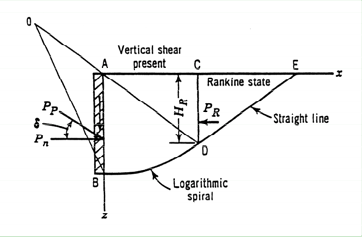 O
Vertical shear
present
A
C
E
x
Rankine state
H_R
P_R
P_P
δ
P_n
Straight line
D
B
Logarithmic
spiral
z